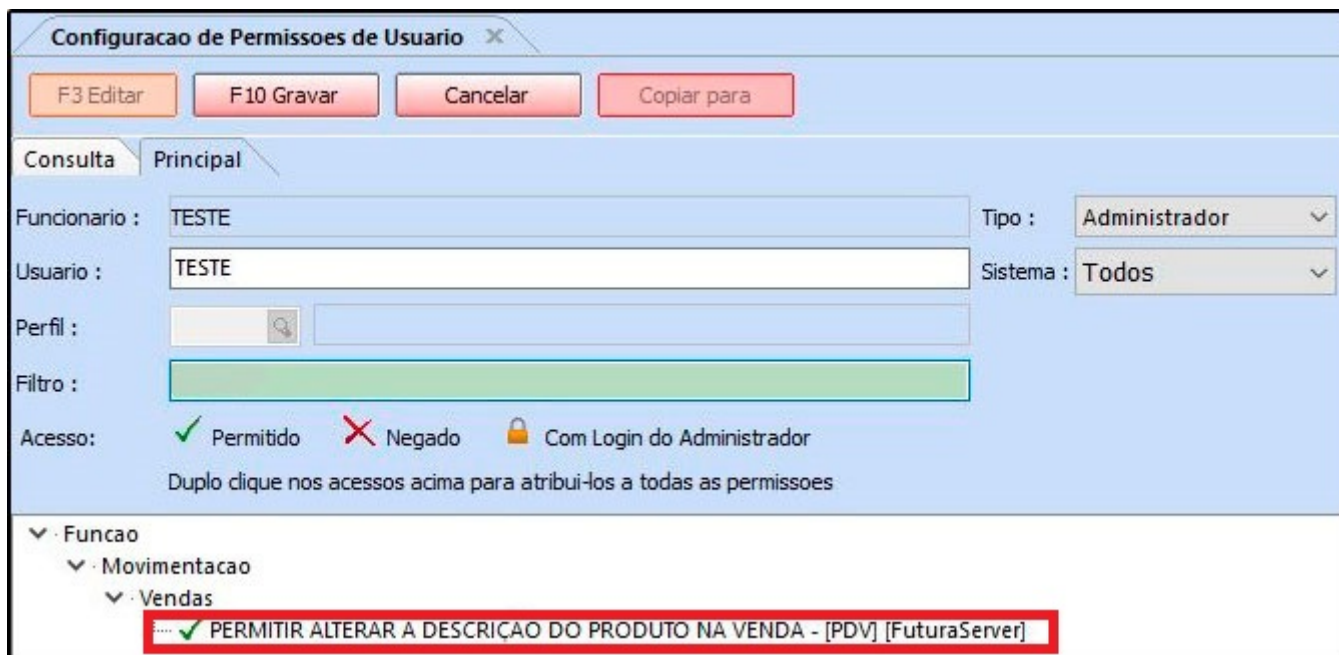 Configuracao de Permissoes de Usuario
F3 Editar F10 Gravar Cancelar Copiar para
Consulta Principal
Funcionario : TESTE Tipo : Administrador
Usuario : TESTE Sistema : Todos
Perfil :
Filtro :
Acesso: Permitido Negado Com Login do Administrador
Duplo clique nos acessos acima para atribui-los a todas as permissoes
Funcao
Movimentacao
Vendas
PERMITIR ALTERAR A DESCRIÇAO DO PRODUTO NA VENDA - [PDV] [FuturaServer]